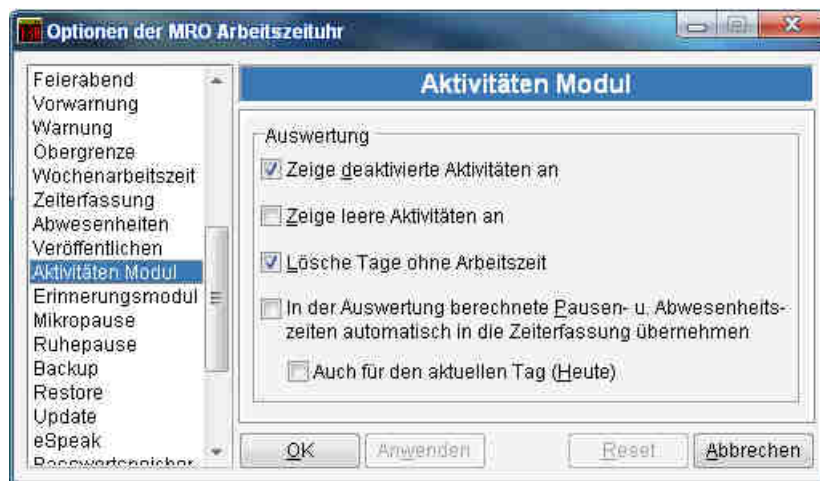 Optionen der MRO Arbeitszeituhr
Feierabend
Vorwarnung
Warnung
Obergrenze
Wochenarbeitszeit
Zeiterfassung
Abwesenheiten
Veröffentlichen
Aktivitäten Modul
Erinnerungsmodul
Mikropause
Ruhepause
Backup
Restore
Update
eSpeak
Aktivitäten Modul
Auswertung
Zeige deaktivierte Aktivitäten an
Zeige leere Aktivitäten an
Lösche Tage ohne Arbeitszeit
In der Auswertung berechnete Pausen- u. Abwesenheits-
zeiten automatisch in die Zeiterfassung übernehmen
Auch für den aktuellen Tag (Heute)
OK
Anwenden
Reset
Abbrechen